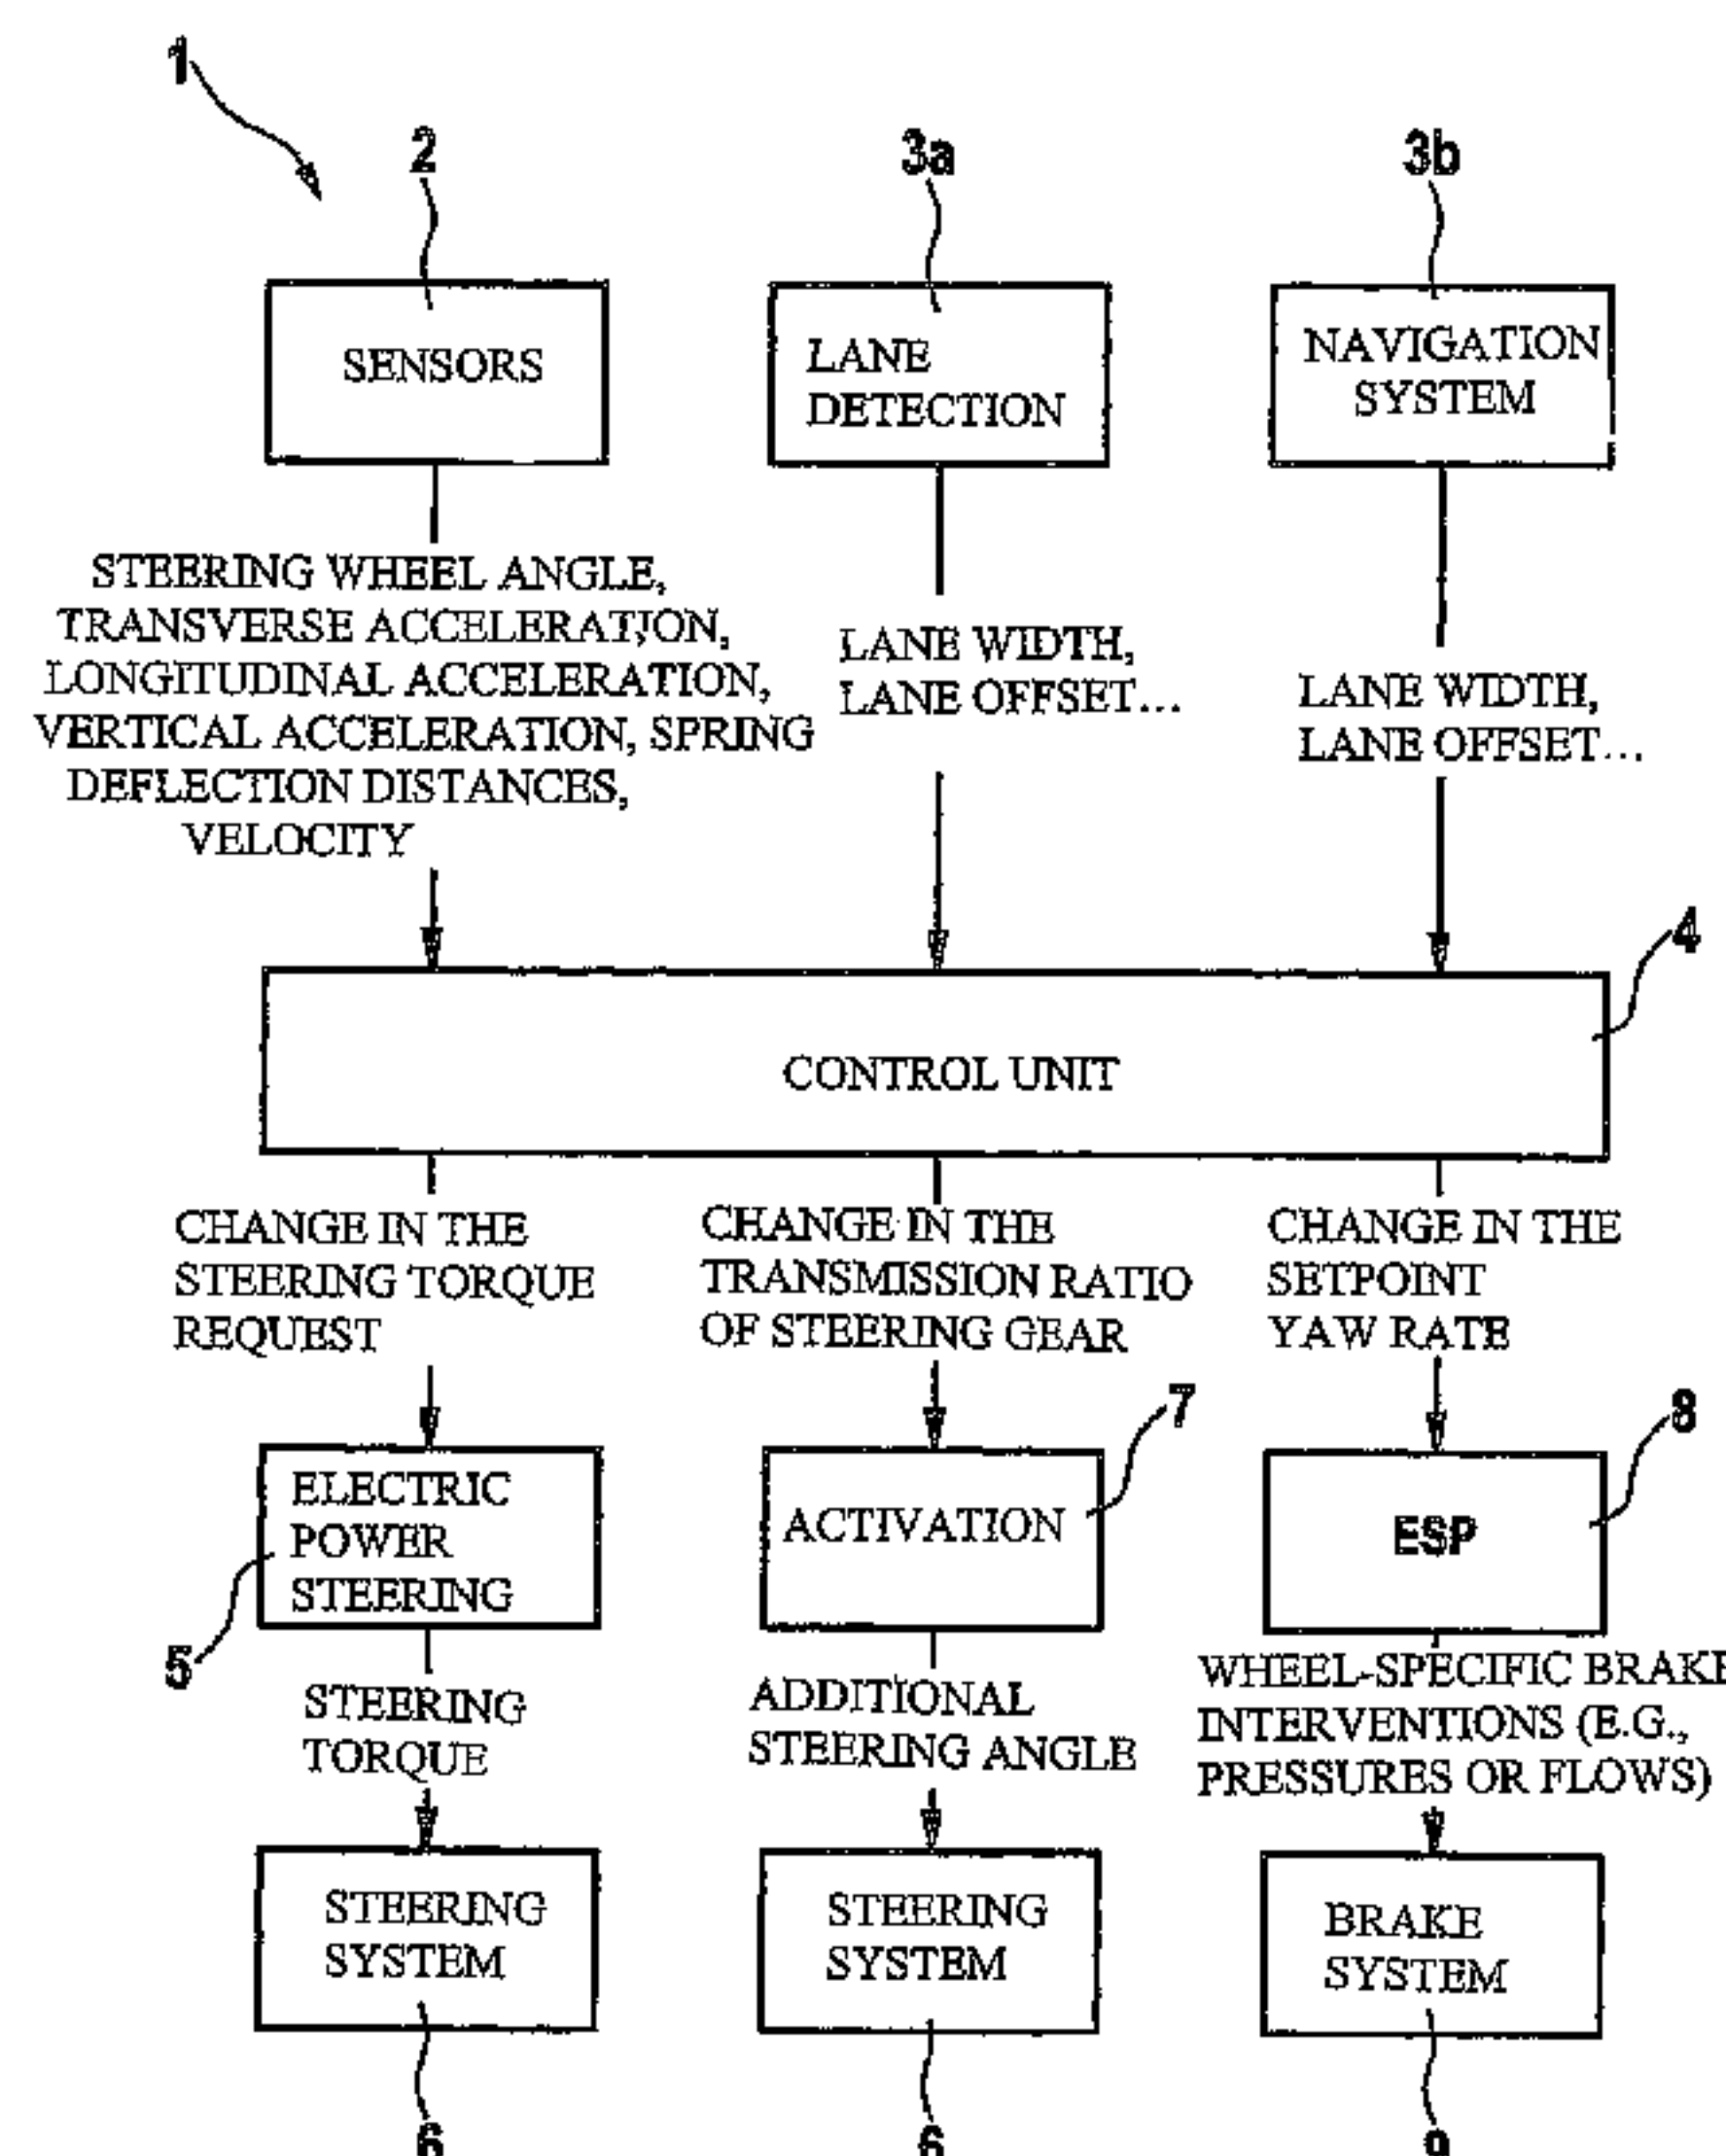 1
2
3a
3b
SENSORS
LANE
DETECTION
NAVIGATION
SYSTEM
STEERING WHEEL ANGLE,
TRANSVERSE ACCELERATION,
LONGITUDINAL ACCELERATION,
VERTICAL ACCELERATION, SPRING
DEFLECTION DISTANCES,
VELOCITY
LANE WIDTH,
LANE OFFSET...
LANE WIDTH,
LANE OFFSET...
4
CONTROL UNIT
CHANGE IN THE
STEERING TORQUE
REQUEST
CHANGE IN THE
TRANSMISSION RATIO
OF STEERING GEAR
CHANGE IN THE
SETPOINT
YAW RATE
7
8
ELECTRIC
POWER
STEERING
ACTIVATION
ESP
5
STEERING
TORQUE
ADDITIONAL
STEERING ANGLE
WHEEL-SPECIFIC BRAKE
INTERVENTIONS (E.G.,
PRESSURES OR FLOWS)
STEERING
SYSTEM
STEERING
SYSTEM
BRAKE
SYSTEM
6
6
9